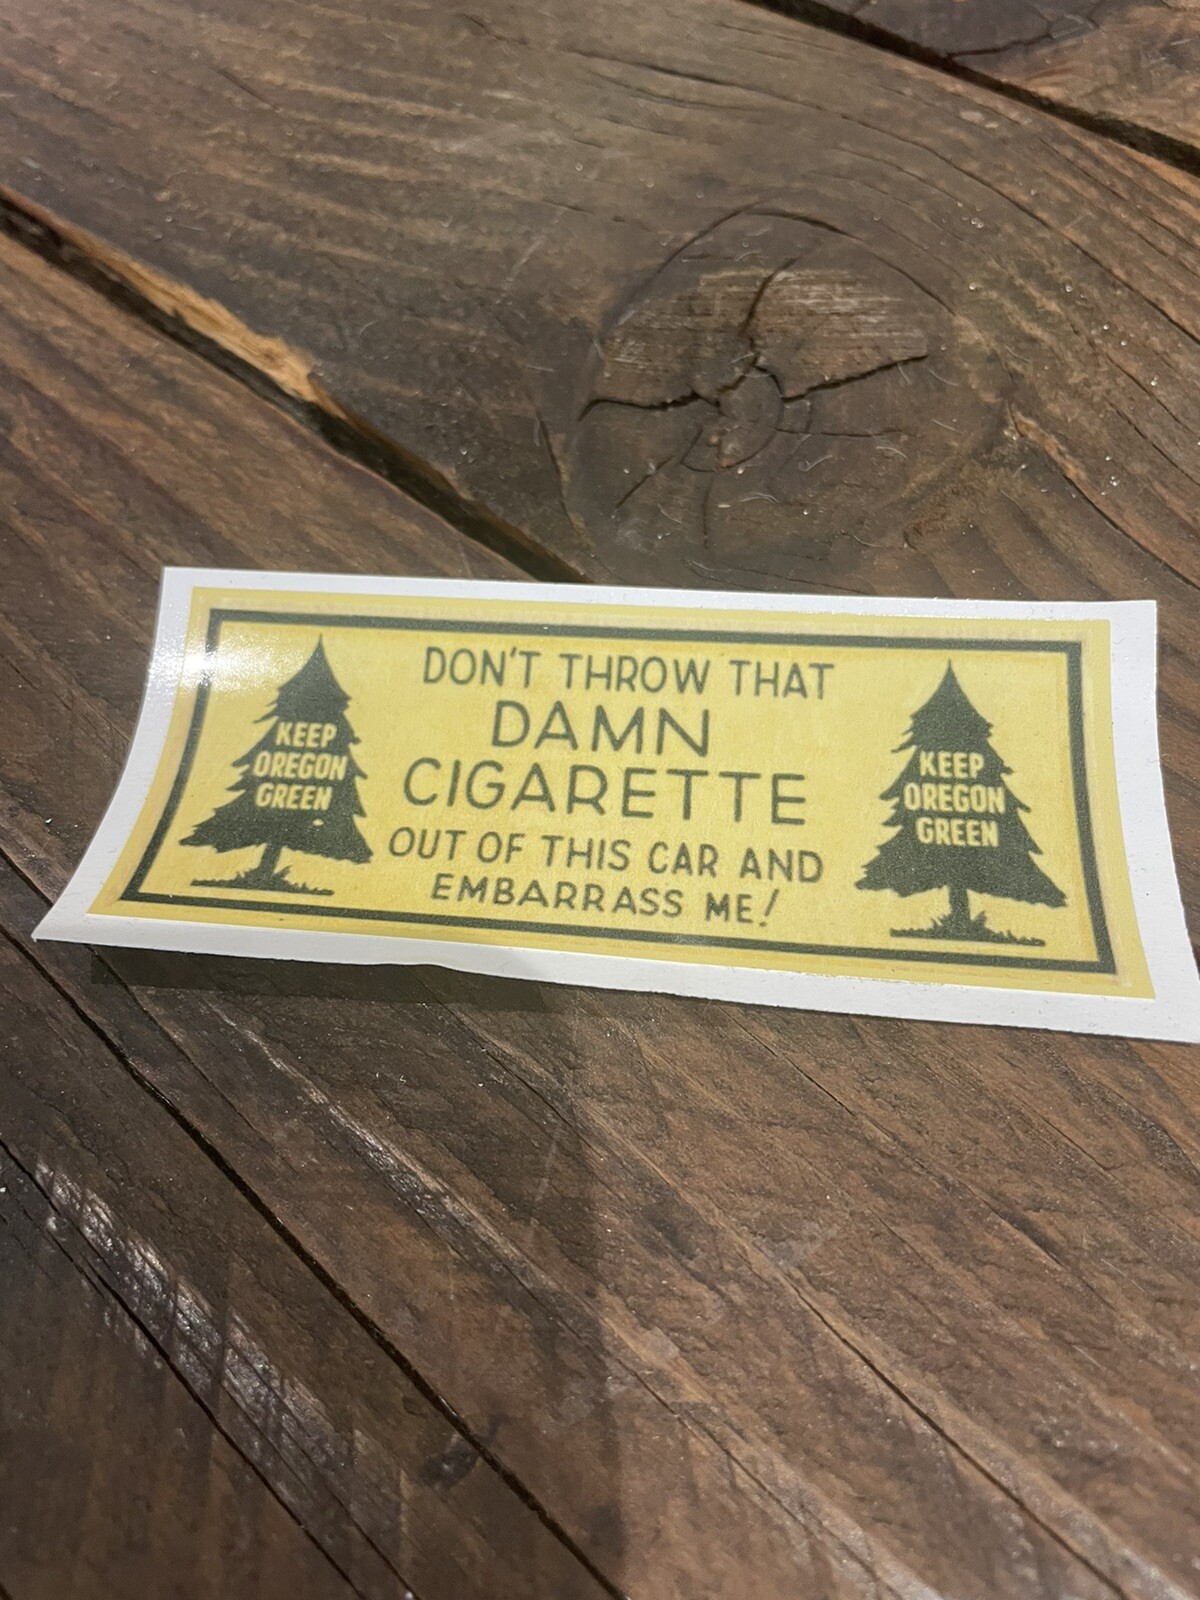 KEEP
OREGON
GREEN
DON'T THROW THAT
DAMN
CIGARETTE
OUT OF THIS CAR AND
EMBARRASS ME!
KEEP
OREGON
GREEN